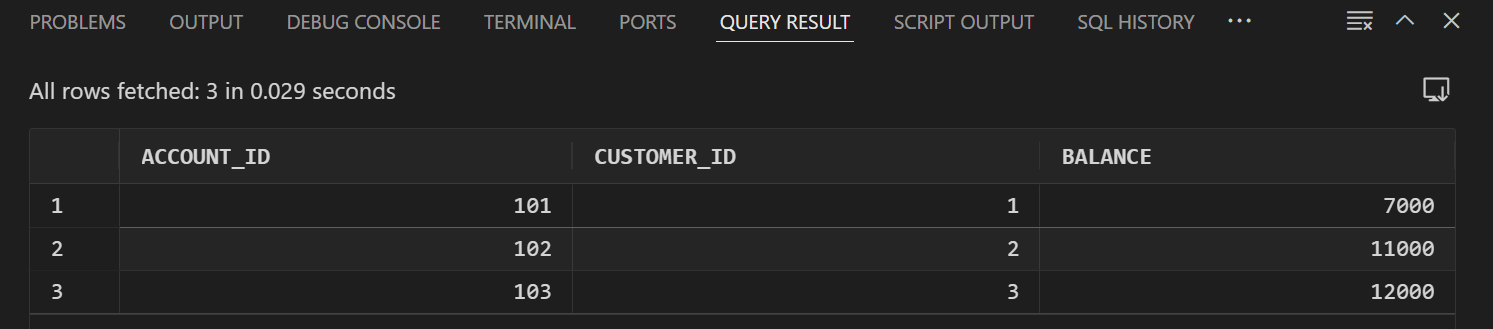 PROBLEMS OUTPUT DEBUG CONSOLE TERMINAL PORTS QUERY RESULT SCRIPT OUTPUT SQL HISTORY ···
All rows fetched: 3 in 0.029 seconds
ACCOUNT_ID CUSTOMER_ID BALANCE
1 101 1 7000
2 102 2 11000
3 103 3 12000